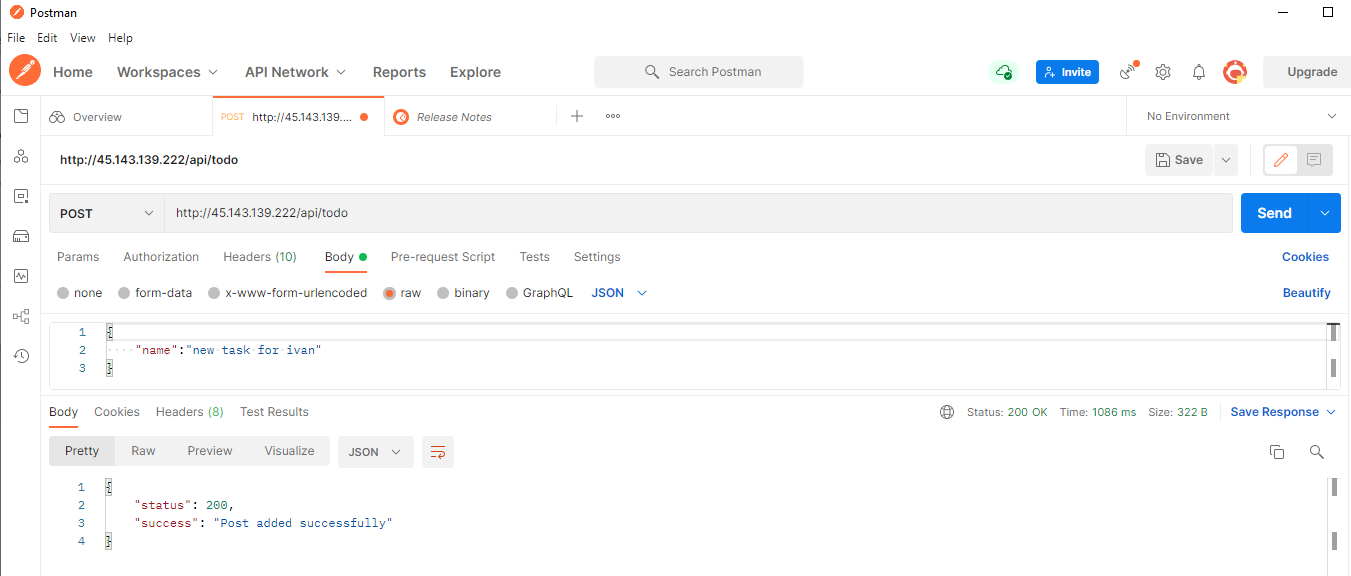 Postman
File Edit View Help
Home Workspaces API Network Reports Explore Search Postman Invite Upgrade
Overview POST http://45.143.139.... Release Notes No Environment
http://45.143.139.222/api/todo Save
POST http://45.143.139.222/api/todo Send
Params Authorization Headers (10) Body Pre-request Script Tests Settings Cookies
none form-data x-www-form-urlencoded raw binary GraphQL JSON Beautify
1 {
2 "name":"new task for ivan"
3 }
Body Cookies Headers (8) Test Results Status: 200 OK Time: 1086 ms Size: 322 B Save Response
Pretty Raw Preview Visualize JSON
1 {
2 "status": 200,
3 "success": "Post added successfully"
4 }